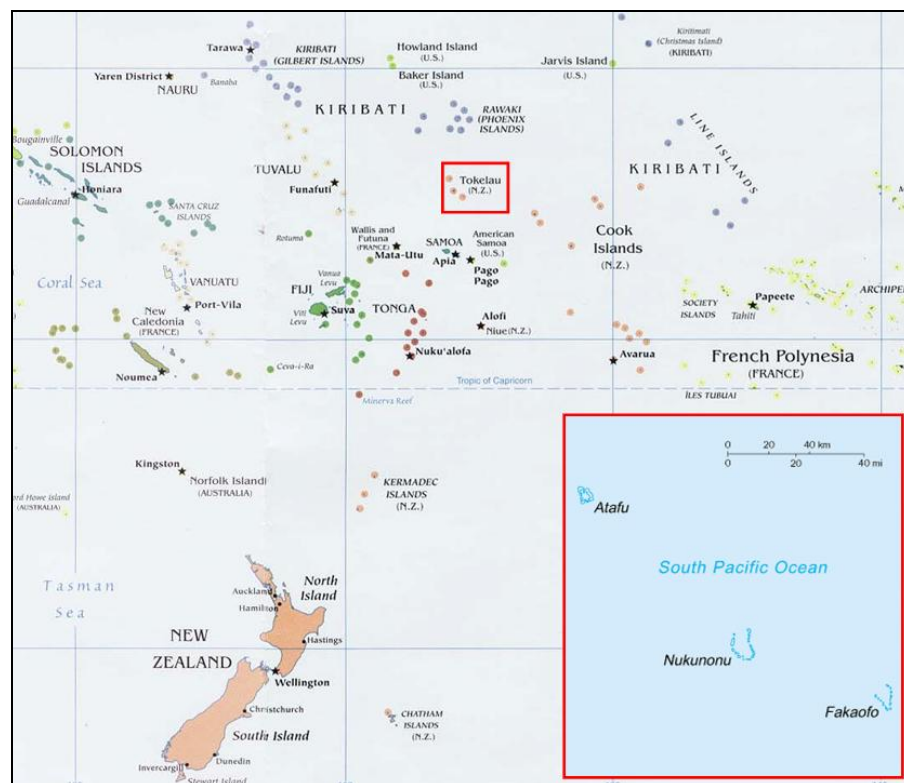 Tarawa
KIRIBATI
(GILBERT ISLANDS)
Howland Island
(U.S.)
Baker Island
(U.S.)
Jarvis Island
(U.S.)
Kiritimati
(Christmas Island)
(KIRIBATI)
Yaren District
NAURU
Banaba
KIRIBATI
RAWAKI
(PHOENIX
ISLANDS)
LINE ISLANDS
KIRIBATI
Bougainville
SOLOMON
ISLANDS
Honiara
Guadalcanal
SANTA CRUZ
ISLANDS
TUVALU
Funafuti
Tokelau
(N.Z.)
Rotuma
Wallis and
Futuna
(FRANCE)
Mata-Utu
SAMOA
Apia
American
Samoa
(U.S.)
Pago
Pago
Cook
Islands
(N.Z.)
Coral Sea
VANUATU
Port-Vila
New
Caledonia
(FRANCE)
Noumea
FIJI
Vanua
Levu
Viti
Levu
Suva
TONGA
Nuku'alofa
Alofi
Niue (N.Z.)
Avarua
SOCIETY
ISLANDS
Papeete
Tahiti
ARCHIPEL
French Polynesia
(FRANCE)
Ceva-i-Ra
Tropic of Capricorn
Minerva Reef
ÎLES TUBUAI
Kingston
Norfolk Islandi
(AUSTRALIA)
ord Howe Island
(AUSTRALIA)
KERMADEC
ISLANDS
(N.Z.)
Tasman
Sea
Auckland
Hamilton
North
Island
Hastings
NEW
ZEALAND
Wellington
Christchurch
South Island
Dunedin
Invercargill
Stewart Island
CHATHAM
ISLANDS
(N.Z.)
0 20 40 km
0 20 40 mi
Atafu
South Pacific Ocean
Nukunonu
Fakaofo